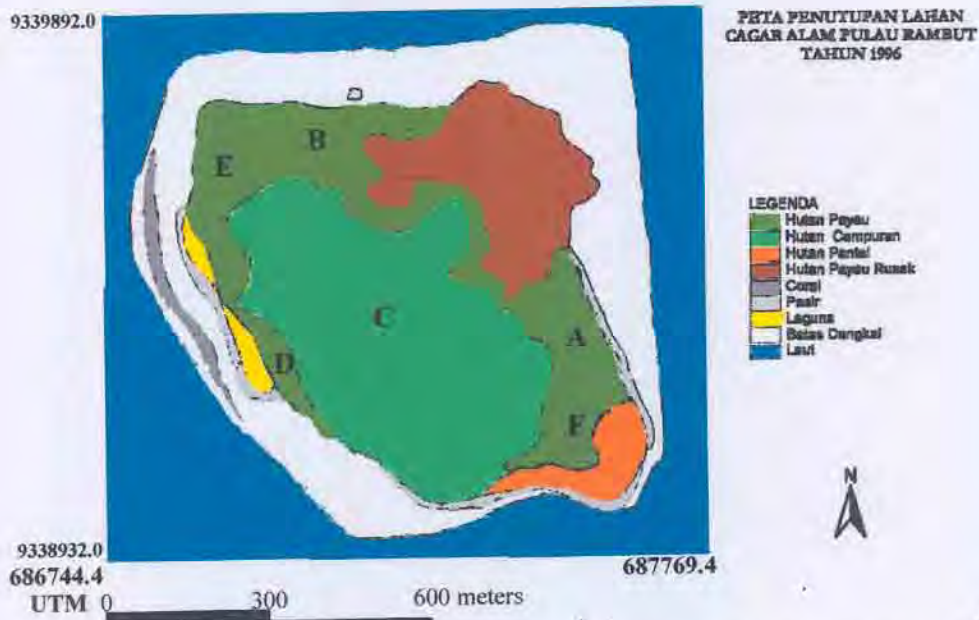 9339892.0
PETA PENUTUPAN LAHAN
CAGAR ALAM PULAU RAMBUT
TAHUN 1996
B
E
C
A
D
F
LEGENDA
Hutan Payau
Hutan Campuran
Hutan Pantai
Hutan Payau Rusak
Coral
Pasir
Laguna
Batas Dangkal
Laut
N
9338932.0
686744.4
687769.4
UTM 0 300 600 meters